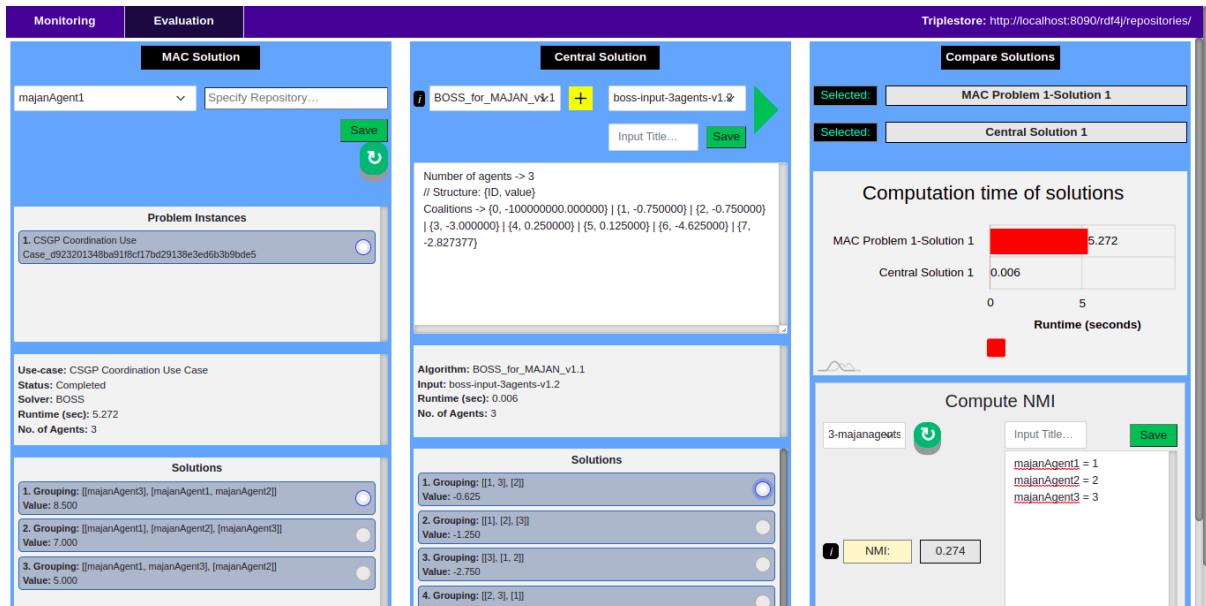 Monitoring
Evaluation
Triplestore: http://localhost:8090/rdf4j/repositories/
MAC Solution
majanAgent1
Specify Repository…
Save
Problem Instances
1. CSGP Coordination Use
Case_d923201348ba91f8cf17bd29138e3ed6b3b9bde5
Use-case: CSGP Coordination Use Case
Status: Completed
Solver: BOSS
Runtime (sec): 5.272
No. of Agents: 3
Solutions
1. Grouping: [[majanAgent3], [majanAgent1, majanAgent2]]
Value: 8.500
2. Grouping: [[majanAgent1], [majanAgent2], [majanAgent3]]
Value: 7.000
3. Grouping: [[majanAgent1, majanAgent3], [majanAgent2]]
Value: 5.000
Central Solution
i
BOSS_for_MAJAN_v1.1
+
boss-input-3agents-v1.2
Input Title…
Save
Number of agents -> 3
// Structure: {ID, value}
Coalitions -> {0, -100000000.000000} | {1, -0.750000} | {2, -0.750000}
| {3, -3.000000} | {4, 0.250000} | {5, 0.125000} | {6, -4.625000} | {7,
-2.827377}
Algorithm: BOSS_for_MAJAN_v1.1
Input: boss-input-3agents-v1.2
Runtime (sec): 0.006
No. of Agents: 3
Solutions
1. Grouping: [[1, 3], [2]]
Value: -0.625
2. Grouping: [[1], [2], [3]]
Value: -1.250
3. Grouping: [[3], [1, 2]]
Value: -2.750
4. Grouping: [[2, 3], [1]]
Compare Solutions
Selected:
MAC Problem 1-Solution 1
Selected:
Central Solution 1
Computation time of solutions
MAC Problem 1-Solution 1
5.272
Central Solution 1
0.006
0
5
Runtime (seconds)
Compute NMI
3-majanagents
Input Title…
Save
majanAgent1 = 1
majanAgent2 = 2
majanAgent3 = 3
i
NMI:
0.274